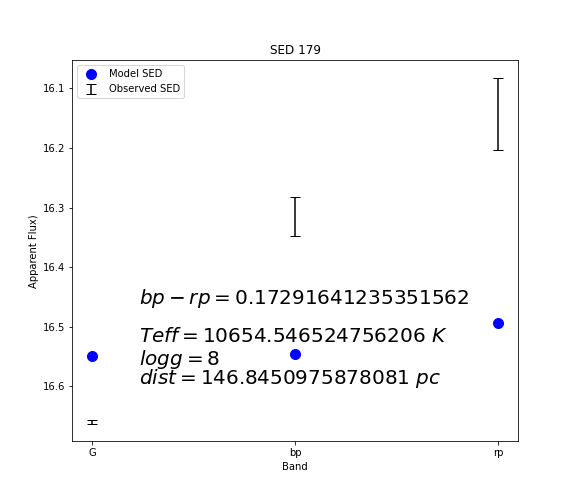 SED 179
Model SED
Observed SED
16.1
16.2
16.3
16.4
16.5
16.6
Apparent Flux)
bp − rp = 0.17291641235351562
Teff = 10654.546524756206 K
logg = 8
dist = 146.8450975878081 pc
G
bp
rp
Band